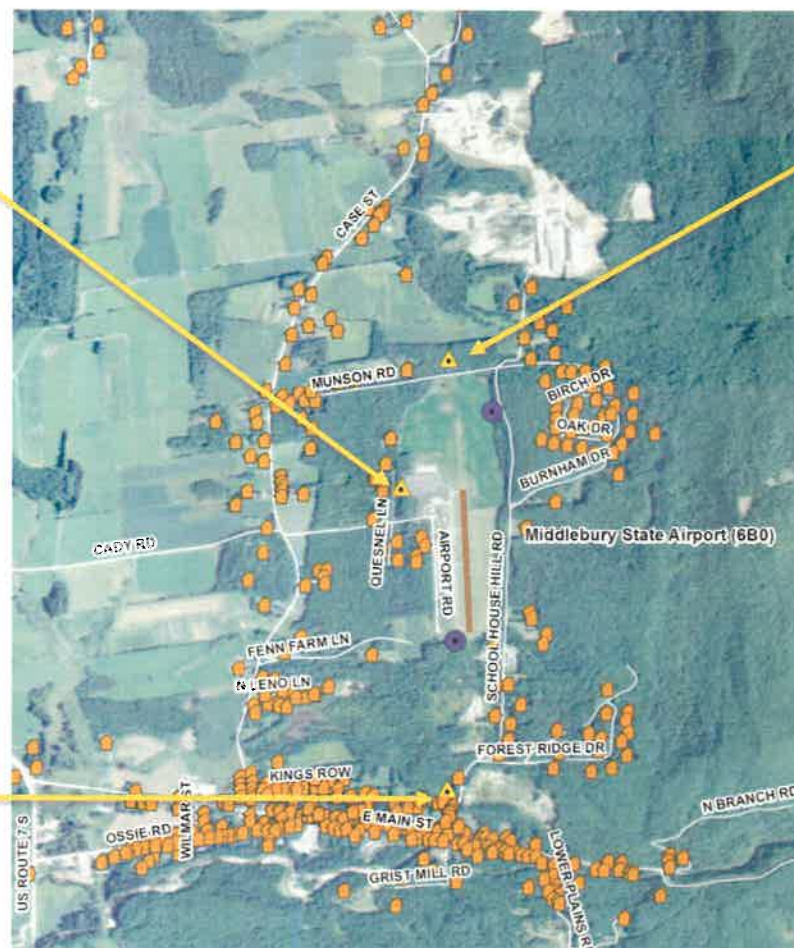 CASE ST
MUNSON RD
BIRCH DR
OAK DR
BURNHAM DR
QUESNEL LN
CADY RD
AIRPORT RD
Middlebury State Airport (6B0)
SCHOOL HOUSE HILL RD
FENN FARM LN
N LENO LN
FOREST RIDGE DR
KINGS ROW
N BRANCH RD
WILMAR ST
E MAIN ST
OSSIE RD
US ROUTE 7 S
LOWER PLAINS R
GRIST MILL RD